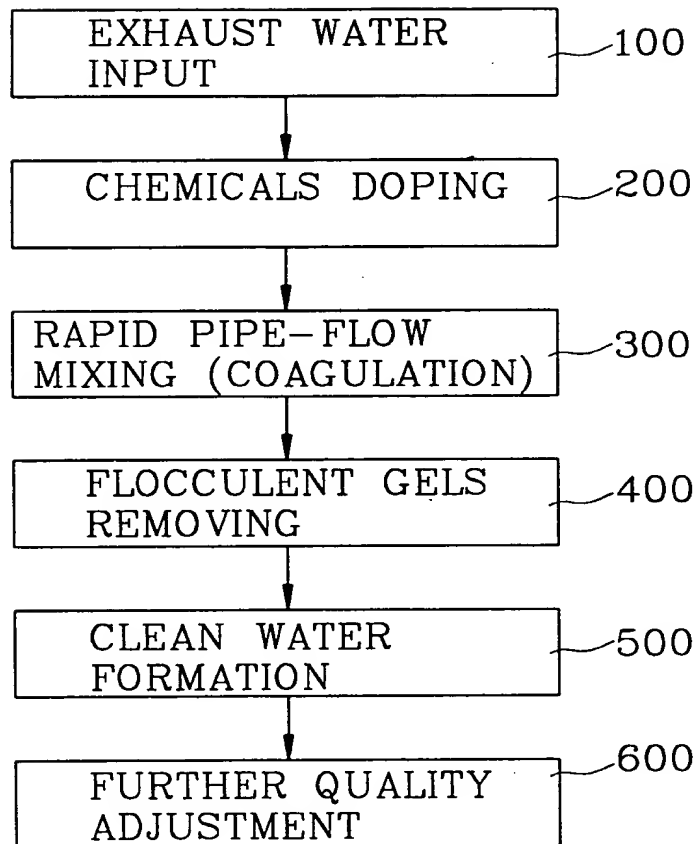 EXHAUST WATER
INPUT
100
CHEMICALS DOPING
200
RAPID PIPE-FLOW
MIXING (COAGULATION)
300
FLOCCULENT GELS
REMOVING
400
CLEAN WATER
FORMATION
500
FURTHER QUALITY
ADJUSTMENT
600